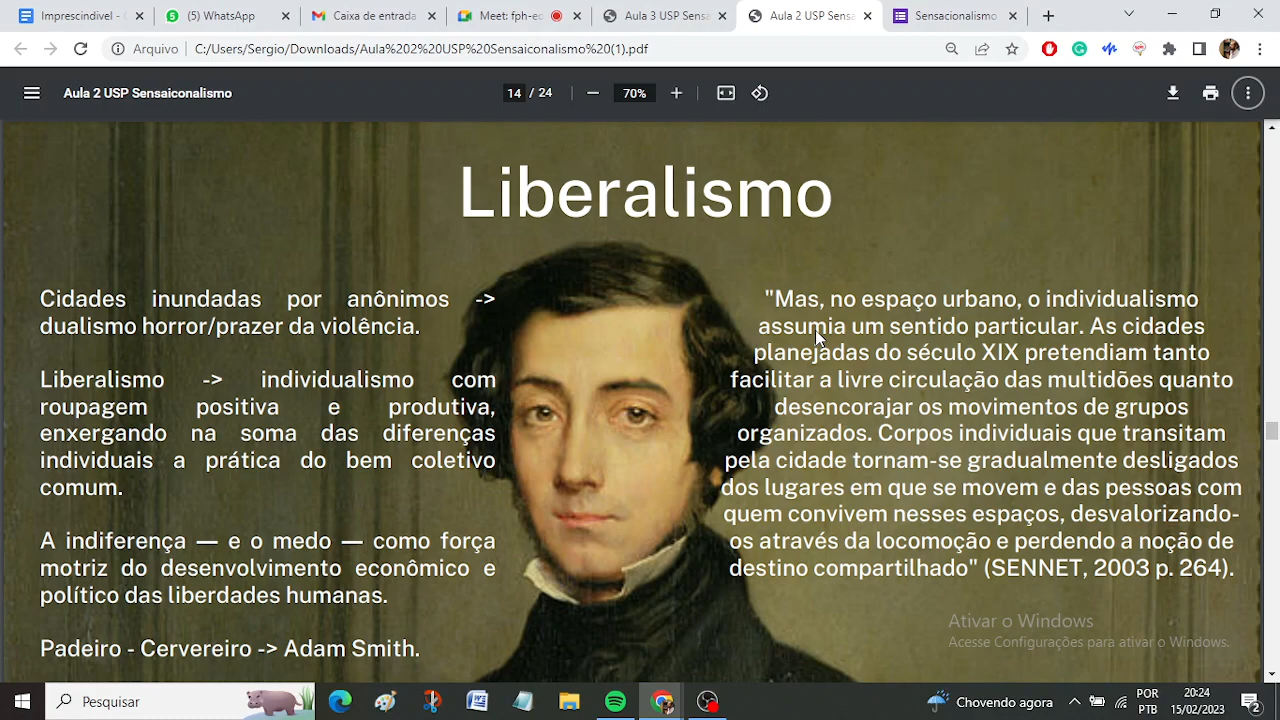 Imprescindivel - G
(5) WhatsApp
Caixa de entrada
Meet: fph-ec
Aula 3 USP Sensa
Aula 2 USP Sensa
Sensacionalismo
Arquivo
C:/Users/Sergio/Downloads/Aula%202%20USP%20Sensaiconalismo%20(1).pdf
Aula 2 USP Sensaiconalismo
14 / 24
70%
Liberalismo
Cidades inundadas por anônimos ->
dualismo horror/prazer da violência.
Liberalismo -> individualismo com
roupagem positiva e produtiva,
enxergando na soma das diferenças
individuais a prática do bem coletivo
comum.
A indiferença — e o medo — como força
motriz do desenvolvimento econômico e
político das liberdades humanas.
Padeiro - Cervereiro -> Adam Smith.
"Mas, no espaço urbano, o individualismo
assumia um sentido particular. As cidades
planejadas do século XIX pretendiam tanto
facilitar a livre circulação das multidões quanto
desencorajar os movimentos de grupos
organizados. Corpos individuais que transitam
pela cidade tornam-se gradualmente desligados
dos lugares em que se movem e das pessoas com
quem convivem nesses espaços, desvalorizando-
os através da locomoção e perdendo a noção de
destino compartilhado" (SENNET, 2003 p. 264).
Ativar o Windows
Acesse Configurações para ativar o Windows.
Pesquisar
Chovendo agora
POR
PTB
20:24
15/02/2023
2